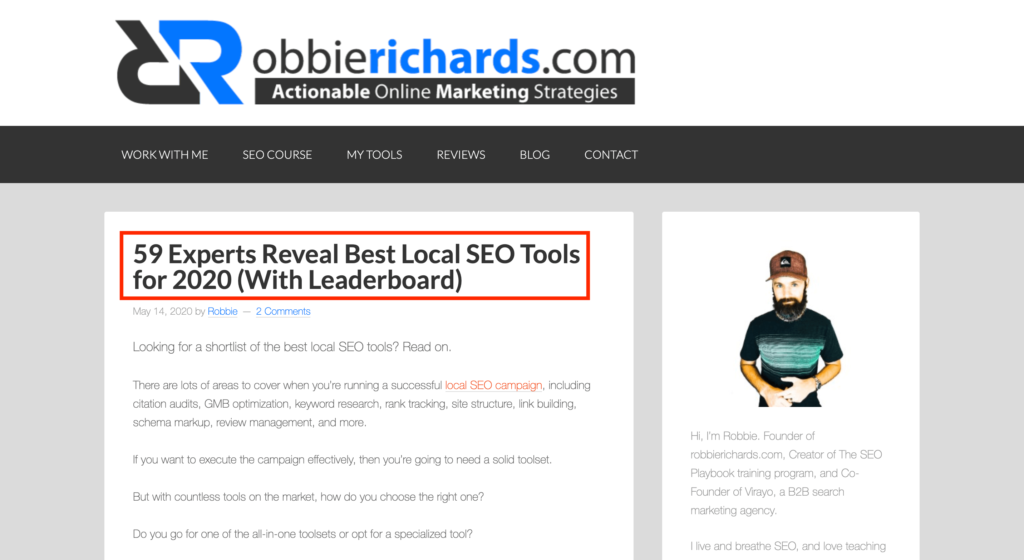 Robbierichards.com
Actionable Online Marketing Strategies
WORK WITH ME SEO COURSE MY TOOLS REVIEWS BLOG CONTACT
59 Experts Reveal Best Local SEO Tools
for 2020 (With Leaderboard)
May 14, 2020 by Robbie — 2 Comments
Looking for a shortlist of the best local SEO tools? Read on.
There are lots of areas to cover when you're running a successful local SEO campaign, including
citation audits, GMB optimization, keyword research, rank tracking, site structure, link building,
schema markup, review management, and more.
If you want to execute the campaign effectively, then you're going to need a solid toolset.
But with countless tools on the market, how do you choose the right one?
Do you go for one of the all-in-one toolsets or opt for a specialized tool?
Hi, I'm Robbie. Founder of
robbierichards.com, Creator of The SEO
Playbook training program, and Co-
Founder of Virayo, a B2B search
marketing agency.
I live and breathe SEO, and love teaching